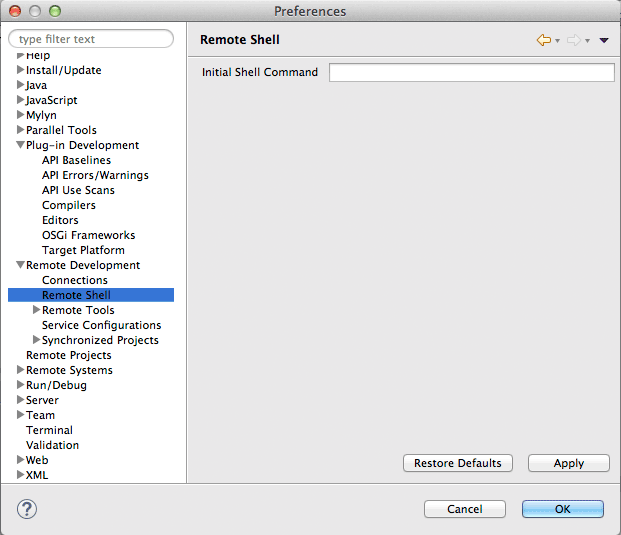 Preferences
type filter text
Help
Install/Update
Java
JavaScript
Mylyn
Parallel Tools
Plug-in Development
API Baselines
API Errors/Warnings
API Use Scans
Compilers
Editors
OSGi Frameworks
Target Platform
Remote Development
Connections
Remote Shell
Remote Tools
Service Configurations
Synchronized Projects
Remote Projects
Remote Systems
Run/Debug
Server
Team
Terminal
Validation
Web
XML
Remote Shell
Initial Shell Command
Restore Defaults Apply
? Cancel OK